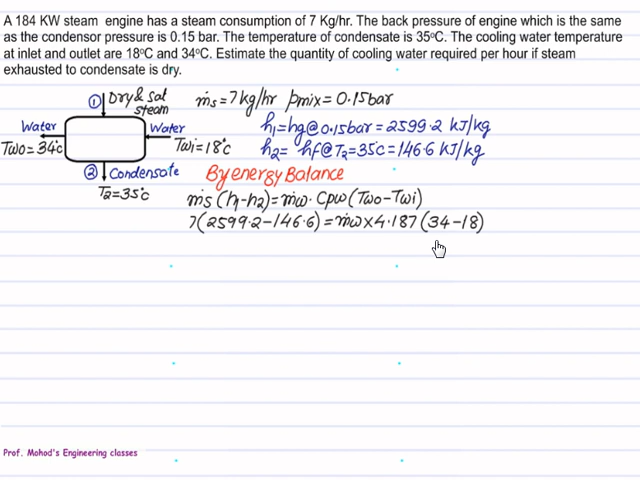 A 184 KW steam engine has a steam consumption of 7 Kg/hr. The back pressure of engine which is the same
as the condensor pressure is 0.15 bar. The temperature of condensate is 35°C. The cooling water temperature
at inlet and outlet are 18°C and 34°C. Estimate the quantity of cooling water required per hour if steam
exhausted to condensate is dry.
① Dry & Sat steam
ṁs = 7 kg/hr pmix = 0.15 bar
Water
Two = 34°C
Water
Twi = 18°C
h1 = hg @ 0.15 bar = 2599.2 kJ/kg
h2 = hf @ T2 = 35°C = 146.6 KJ/kg
② Condensate
T2 = 35°C
By energy Balance
ṁs (h1 - h2) = ṁw · Cpw (Two - Twi)
7(2599.2 - 146.6) = ṁw × 4.187 (34 - 18)
Prof. Mohod's Engineering classes